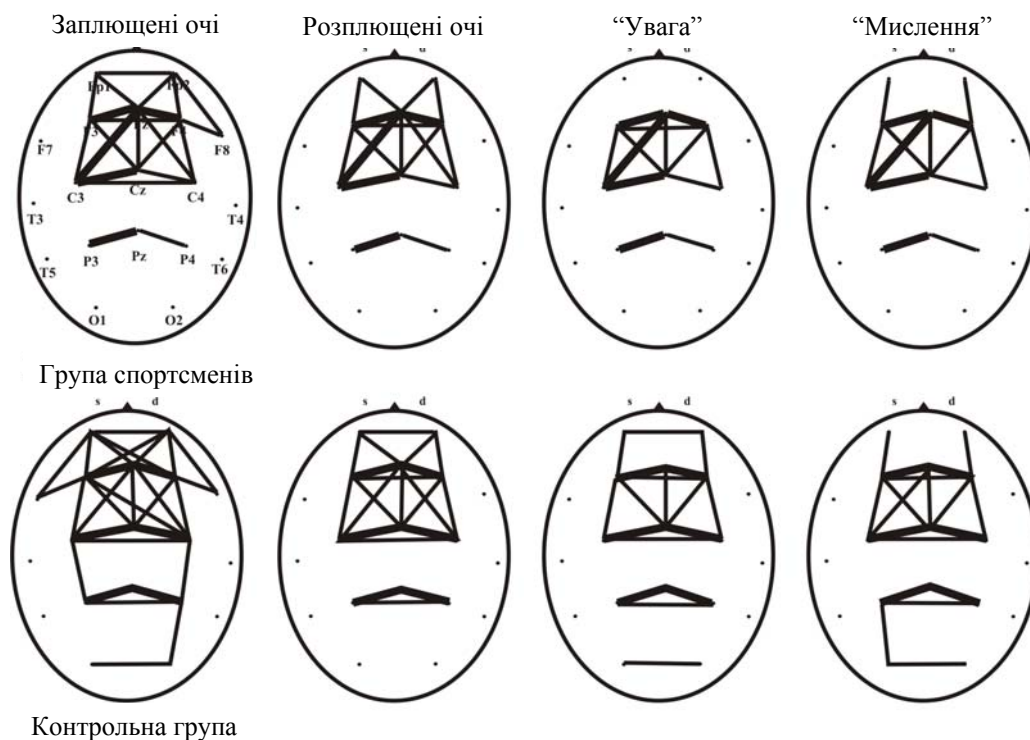 Заплющені очі
Розплющені очі
“Увага”
“Мислення”
s d
s d
s d
Fp1 Fp2
F7 F3 Fz F4 F8
C3 Cz C4
T3 T4
P3 Pz P4
T5 T6
O1 O2
Група спортсменів
s d
s d
s d
s d
Контрольна група